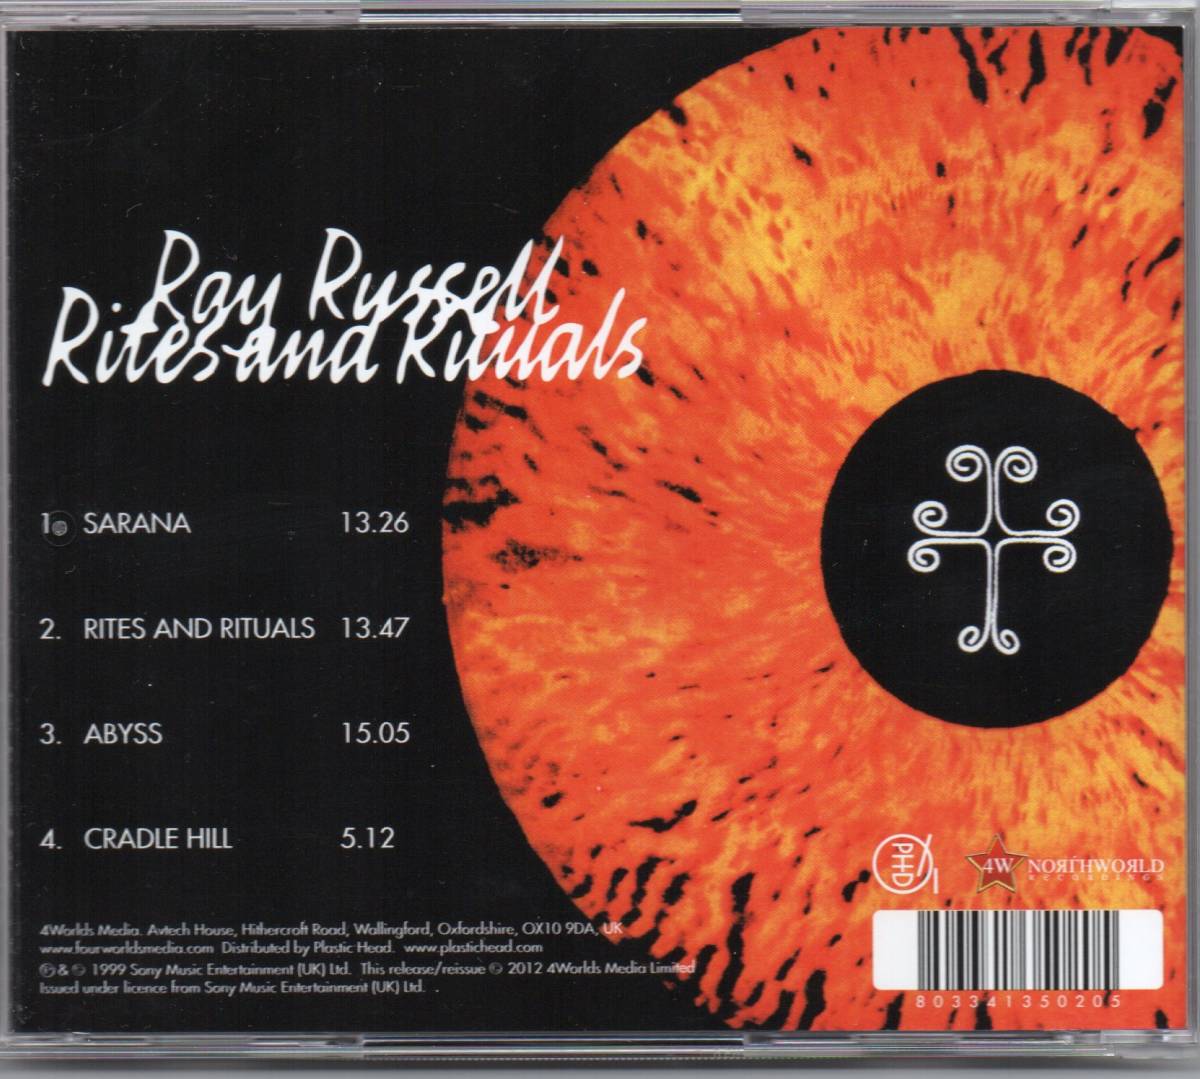 Ray Russell
Rites and Rituals
1. SARANA 13.26
2. RITES AND RITUALS 13.47
3. ABYSS 15.05
4. CRADLE HILL 5.12
PHD
4W NOЯTHWOЯLD
RECORDINGS
4Worlds Media. Avtech House, Hithercroft Road, Wallingford, Oxfordshire, OX10 9DA, UK
www.fourworldsmedia.com Distributed by Plastic Head. www.plastichead.com
℗ & © 1999 Sony Music Entertainment (UK) Ltd. This release/reissue © 2012 4Worlds Media Limited
Issued under licence from Sony Music Entertainment (UK) Ltd.
803341350205